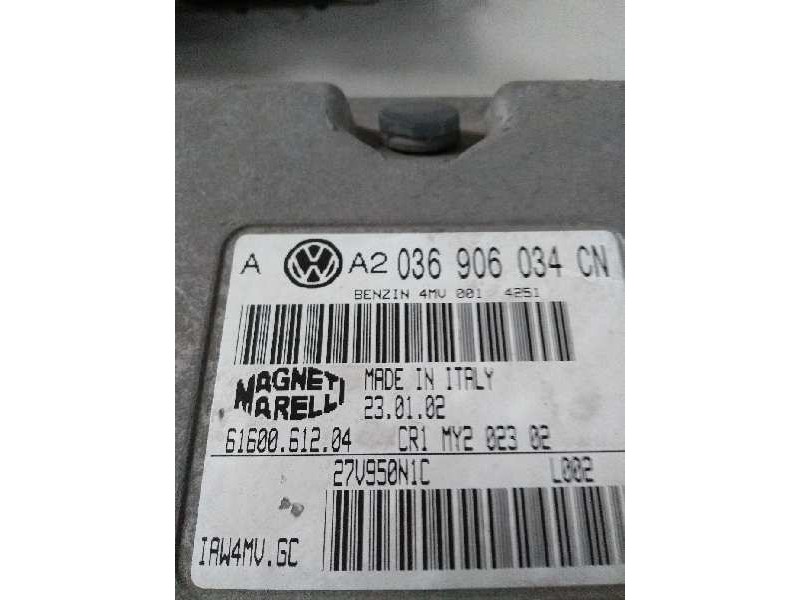 A VW A2 036 906 034 CN
BENZIN 4MV 001 4251
MAGNETI MARELLI
MADE IN ITALY
23.01.02
61600.612.04 CR1 MY2 023 02
27V950N1C L002
IAW4MV.GC